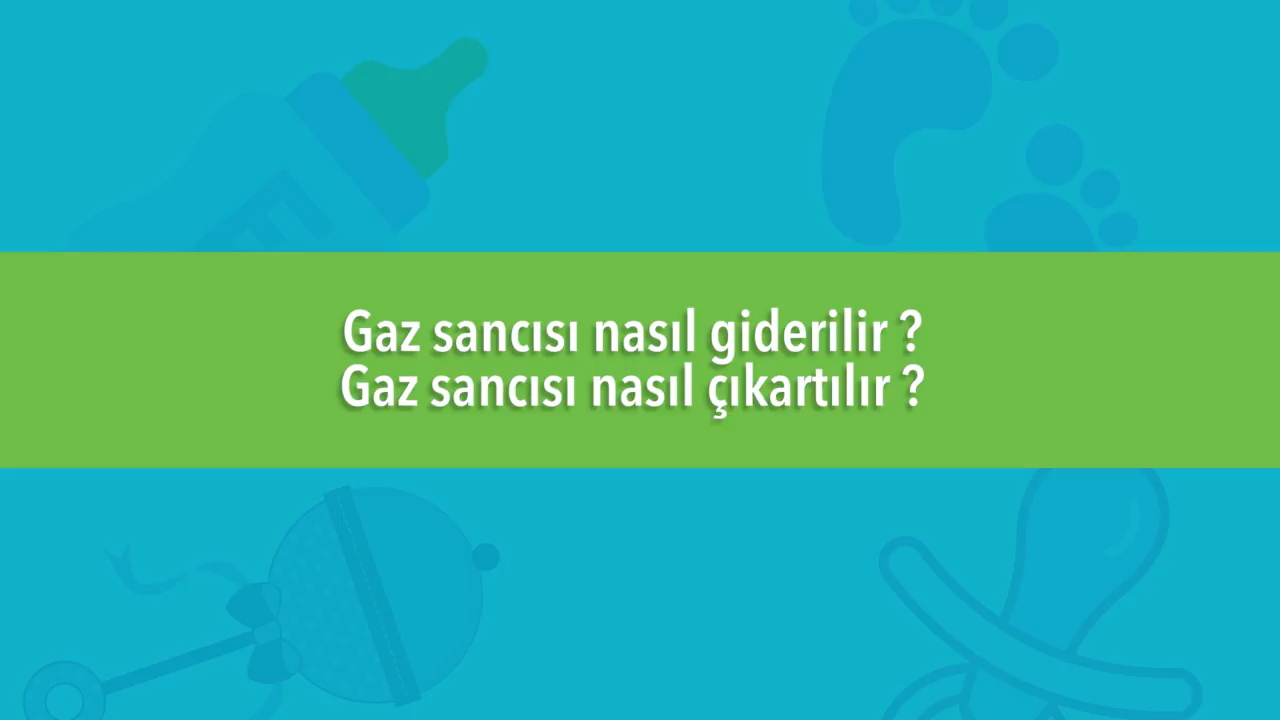 Gaz sancısı nasıl giderilir ?
Gaz sancısı nasıl çıkartılır ?